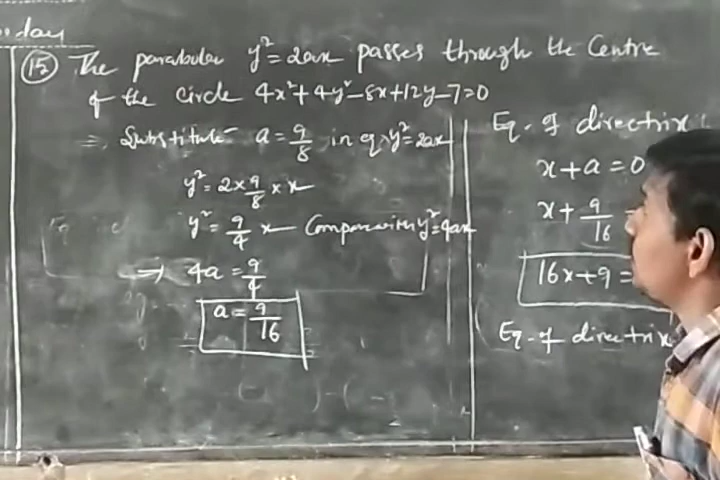 day
15 The parabola y²=2ax passes through the Centre
of the circle 4x²+4y²-8x+12y-7=0
⇒ Substitute a=9/8 in eq y²=2ax
y²=2×9/8×x
y²=9/4 x Compare with y²=4ax
⇒ 4a=9/4
a=9/16
Eq. of directrix
x+a=0
x+9/16=
16x+9=
Eq. of directrix